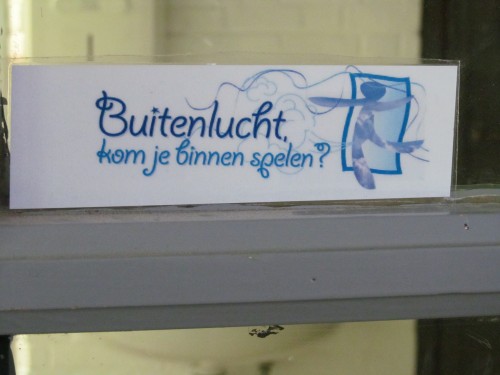 Buitenlucht,
kom je binnen spelen?